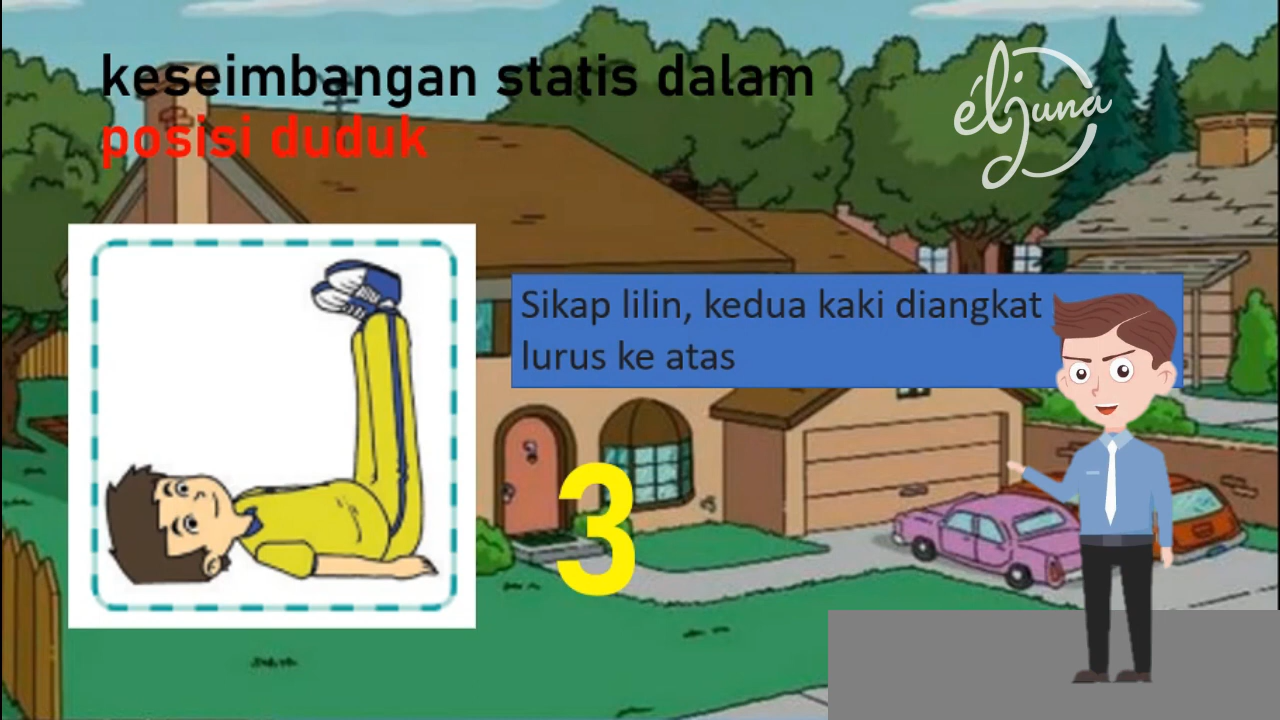 keseimbangan statis dalam
posisi duduk
éljuna
Sikap lilin, kedua kaki diangkat
lurus ke atas
3